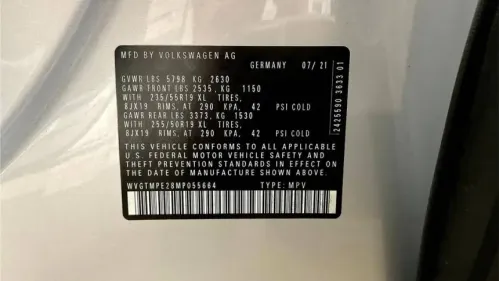 MFD BY VOLKSWAGEN AG
GERMANY 07/21
GVWR LBS 5798 KG 2630
GAWR FRONT LBS 2535, KG 1150
WITH 235/55R19 XL TIRES,
8JX19 RIMS, AT 290 KPA, 42 PSI COLD
GAWR REAR LBS 3373, KG 1530
WITH 255/50R19 XL TIRES,
8JX19 RIMS, AT 290 KPA, 42 PSI COLD
THIS VEHICLE CONFORMS TO ALL APPLICABLE
U.S. FEDERAL MOTOR VEHICLE SAFETY AND
THEFT PREVENTION STANDARDS IN EFFECT ON
THE DATE OF MANUFACTURE SHOWN ABOVE
WVGTMPE28MP055664 TYPE: MPV
2425590 3633 01